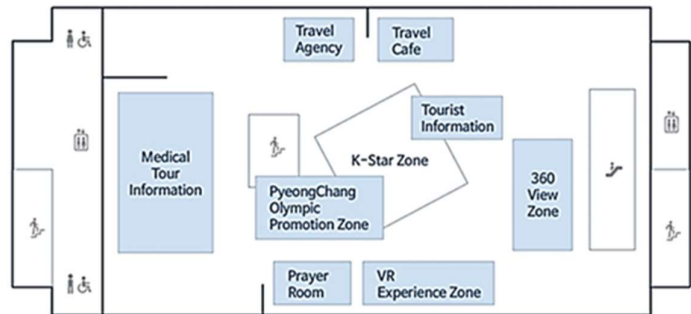 Travel
Agency
Travel
Cafe
Tourist
Information
K-Star Zone
Medical
Tour
Information
PyeongChang
Olympic
Promotion Zone
360
View
Zone
Prayer
Room
VR
Experience Zone